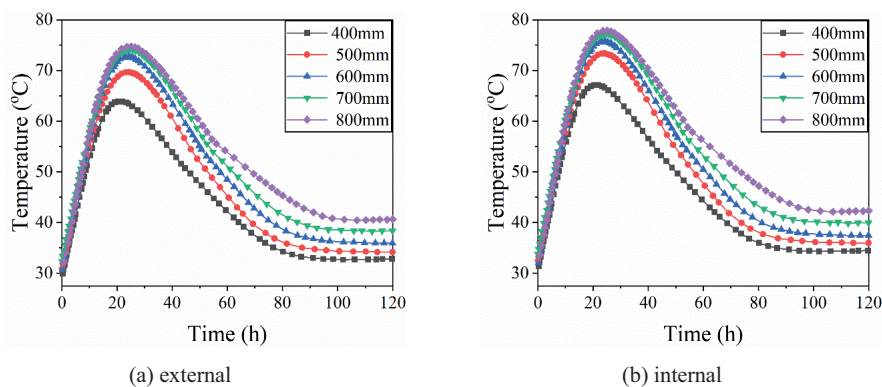 80
70
60
50
40
30
Temperature (°C)
400mm
500mm
600mm
700mm
800mm
0 20 40 60 80 100 120
Time (h)
(a) external
80
70
60
50
40
30
Temperature (°C)
400mm
500mm
600mm
700mm
800mm
0 20 40 60 80 100 120
Time (h)
(b) internal